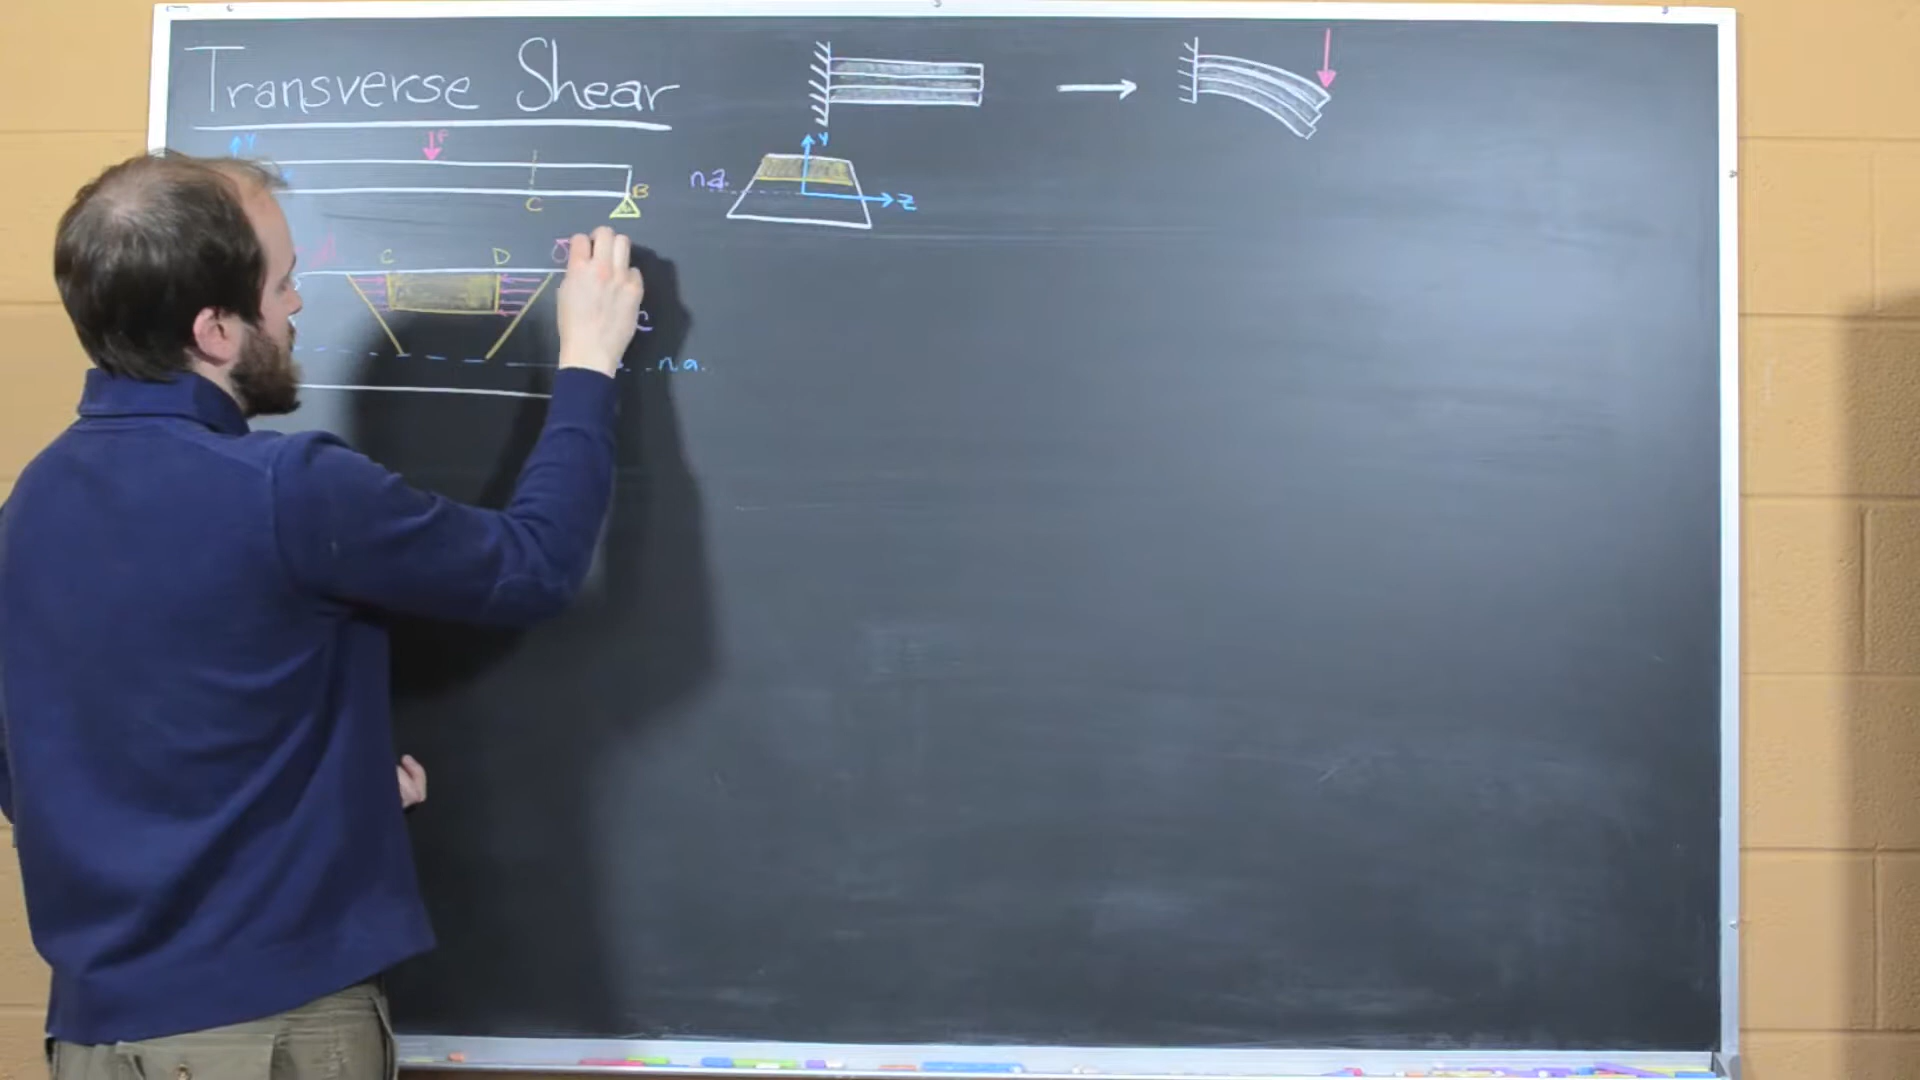 Transverse Shear
Y P Y
n.a. B Z
C
C D σ
C
n.a.